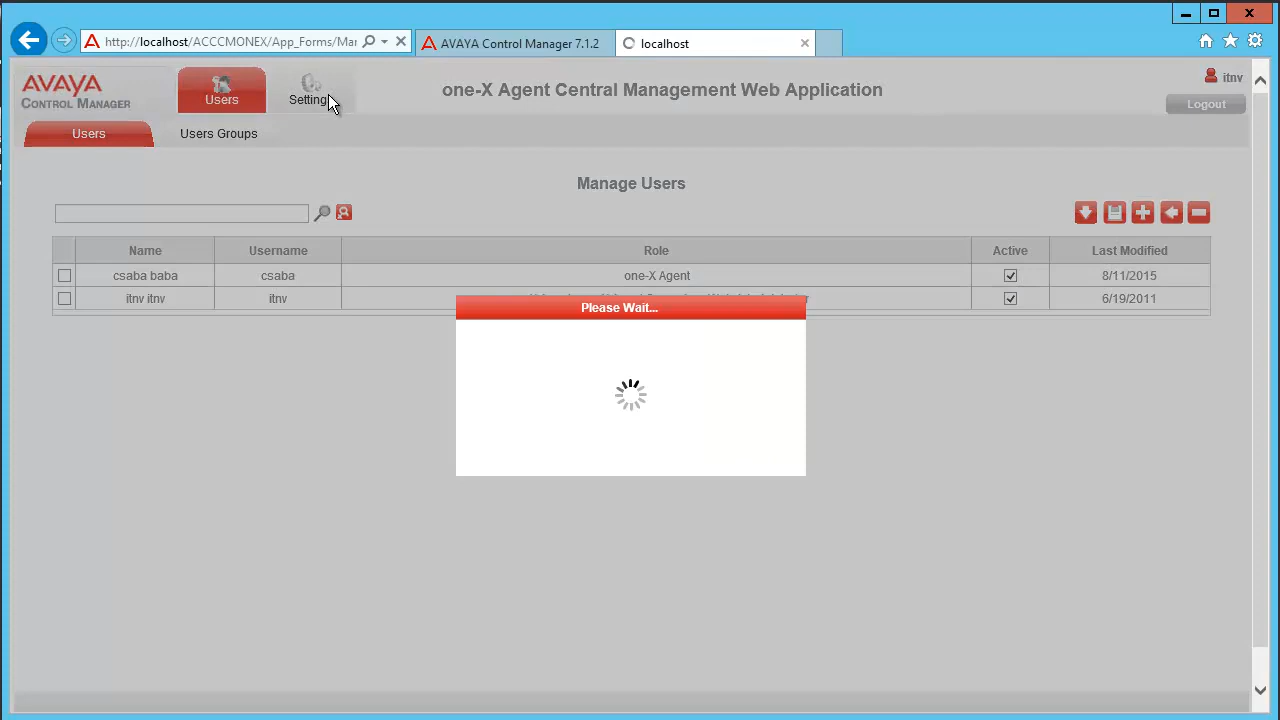 http://localhost/ACCCMONEX/App_Forms/Mar
AVAYA Control Manager 7.1.2
localhost
AVAYA
CONTROL MANAGER
Users
Setting
one-X Agent Central Management Web Application
itnv
Logout
Users
Users Groups
Manage Users
Name
Username
Role
Active
Last Modified
csaba baba
csaba
one-X Agent
8/11/2015
itnv itnv
itnv
6/19/2011
Please Wait...